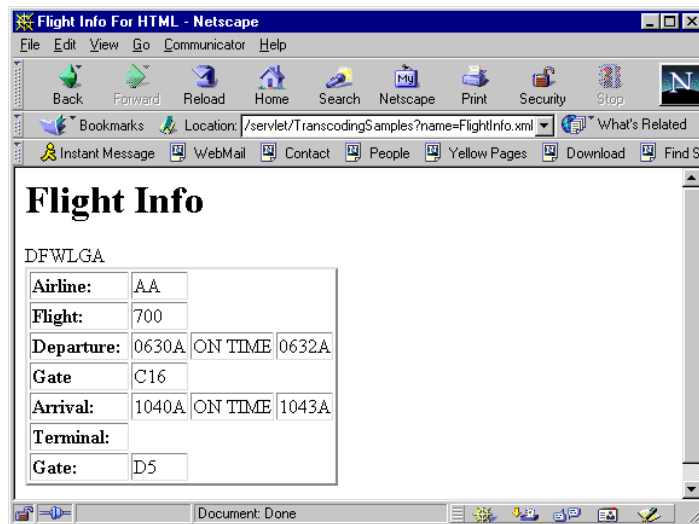 Flight Info For HTML - Netscape
File Edit View Go Communicator Help
Back Forward Reload Home Search Netscape Print Security Stop
My
N
Bookmarks Location: /servlet/TranscodingSamples?name=FlightInfo.xml What's Related
Instant Message WebMail Contact People Yellow Pages Download Find S
Flight Info
DFWLGA
Airline: AA
Flight: 700
Departure: 0630A ON TIME 0632A
Gate C16
Arrival: 1040A ON TIME 1043A
Terminal:
Gate: D5
Document: Done